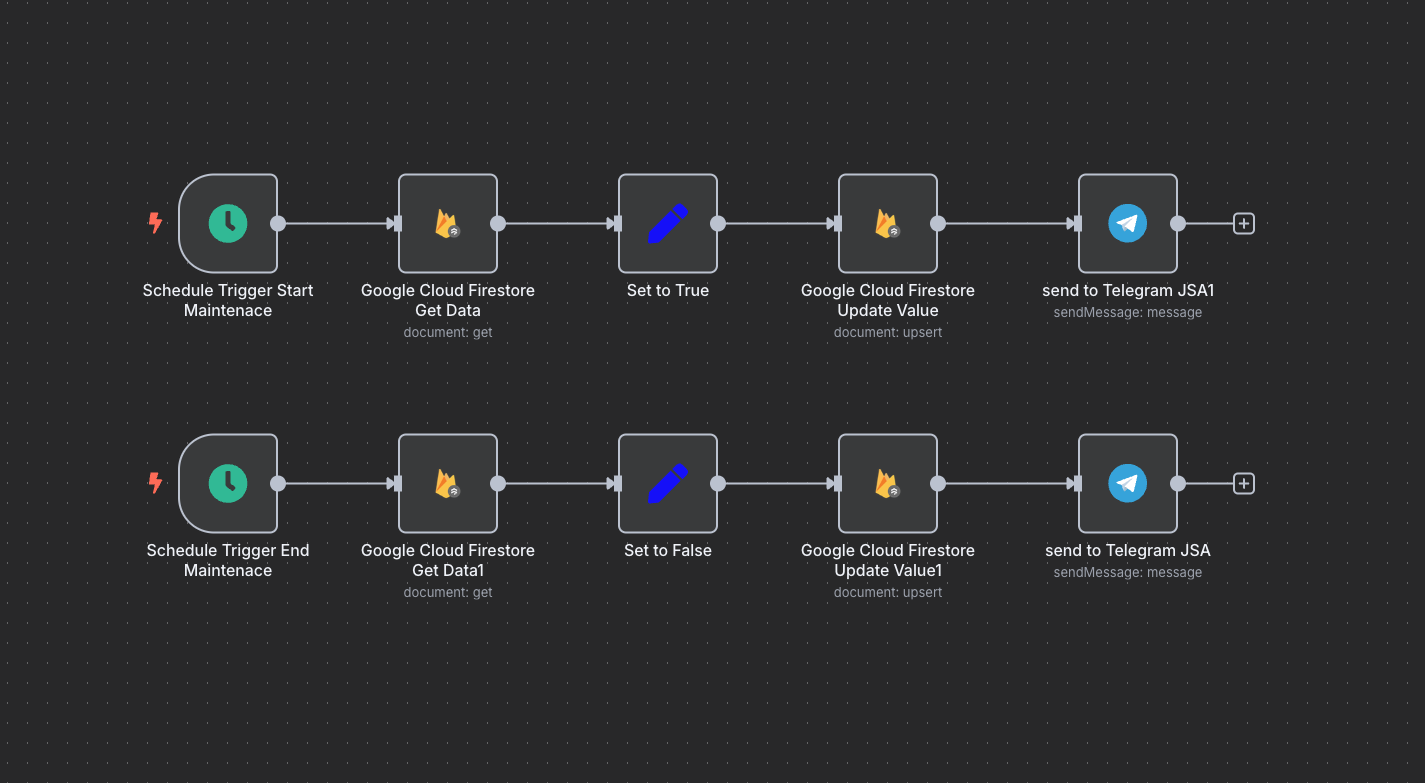 Schedule Trigger Start
Maintenace
Google Cloud Firestore
Get Data
document: get
Set to True
Google Cloud Firestore
Update Value
document: upsert
send to Telegram JSA1
sendMessage: message
Schedule Trigger End
Maintenace
Google Cloud Firestore
Get Data1
document: get
Set to False
Google Cloud Firestore
Update Value1
document: upsert
send to Telegram JSA
sendMessage: message